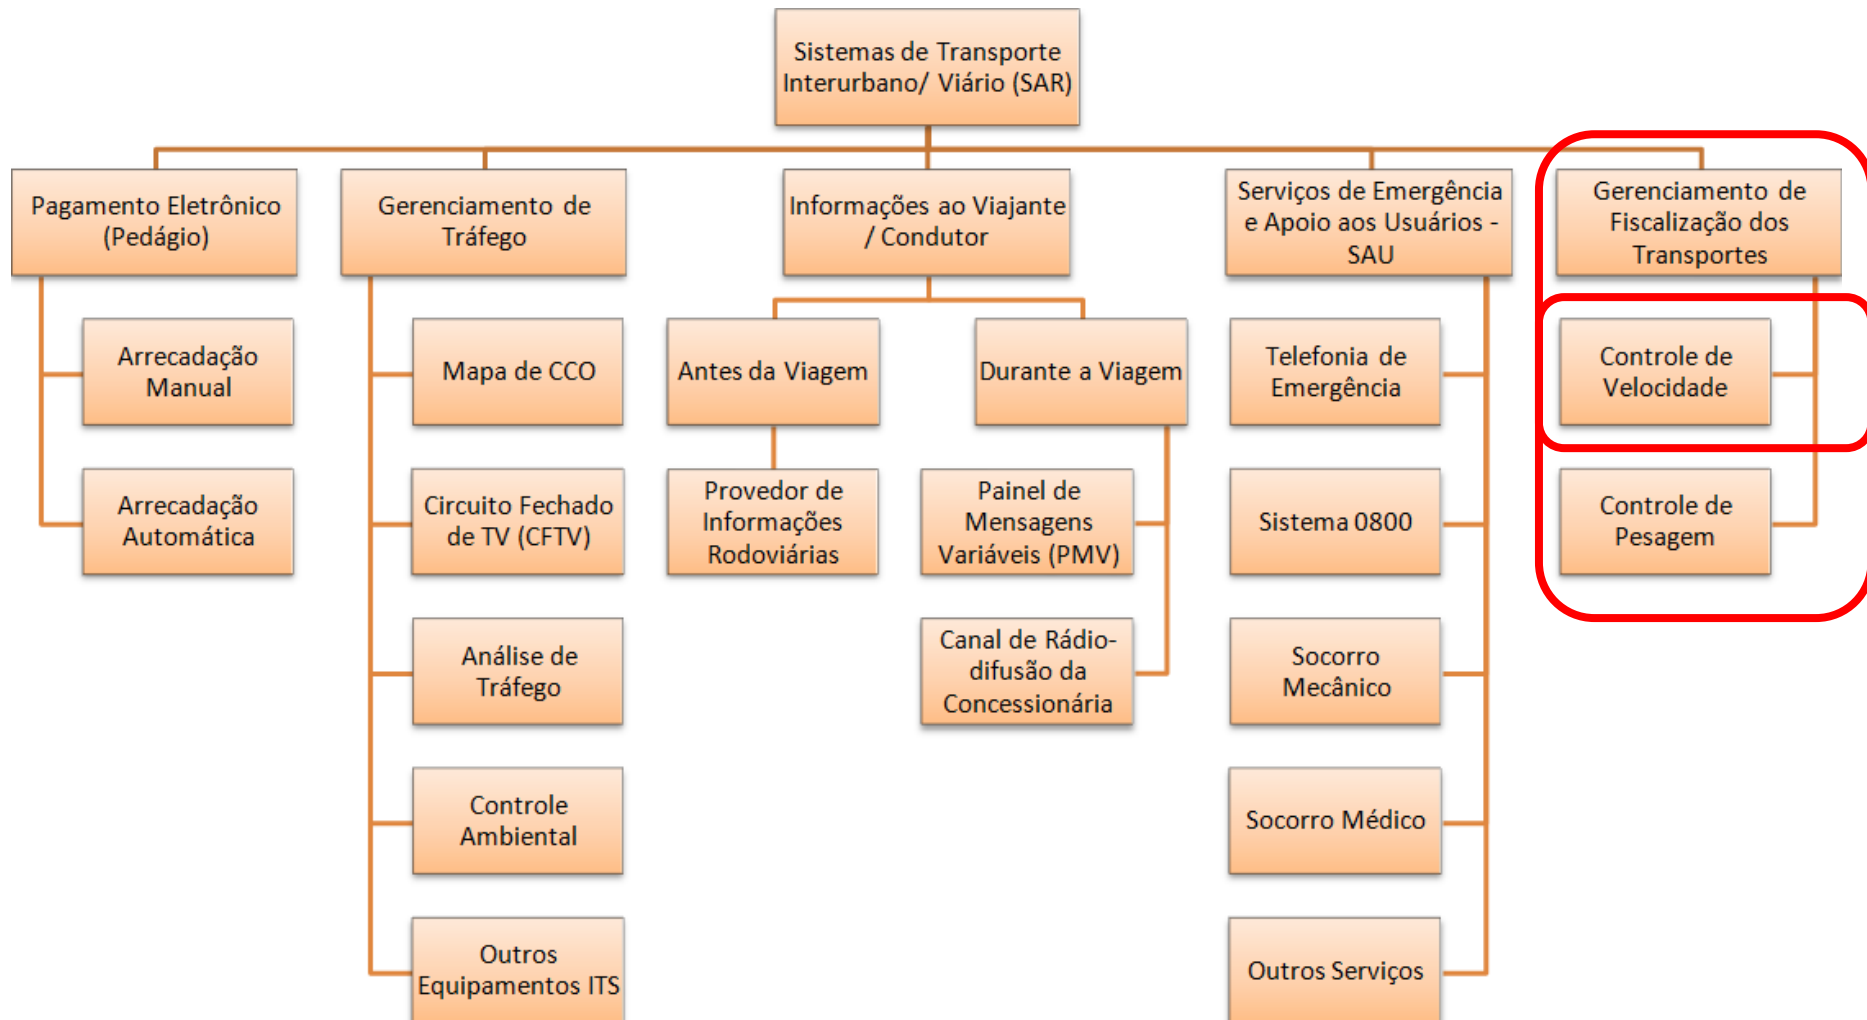 Sistemas de Transporte
Interurbano/ Viário (SAR)
Pagamento Eletrônico
(Pedágio)
Gerenciamento de
Tráfego
Informações ao Viajante
/ Condutor
Serviços de Emergência
e Apoio aos Usuários -
SAU
Gerenciamento de
Fiscalização dos
Transportes
Arrecadação
Manual
Mapa de CCO
Antes da Viagem
Durante a Viagem
Telefonia de
Emergência
Controle de
Velocidade
Arrecadação
Automática
Circuito Fechado
de TV (CFTV)
Provedor de
Informações
Rodoviárias
Painel de
Mensagens
Variáveis (PMV)
Sistema 0800
Controle de
Pesagem
Análise de
Tráfego
Canal de Rádio-
difusão da
Concessionária
Socorro
Mecânico
Controle
Ambiental
Socorro Médico
Outros
Equipamentos ITS
Outros Serviços